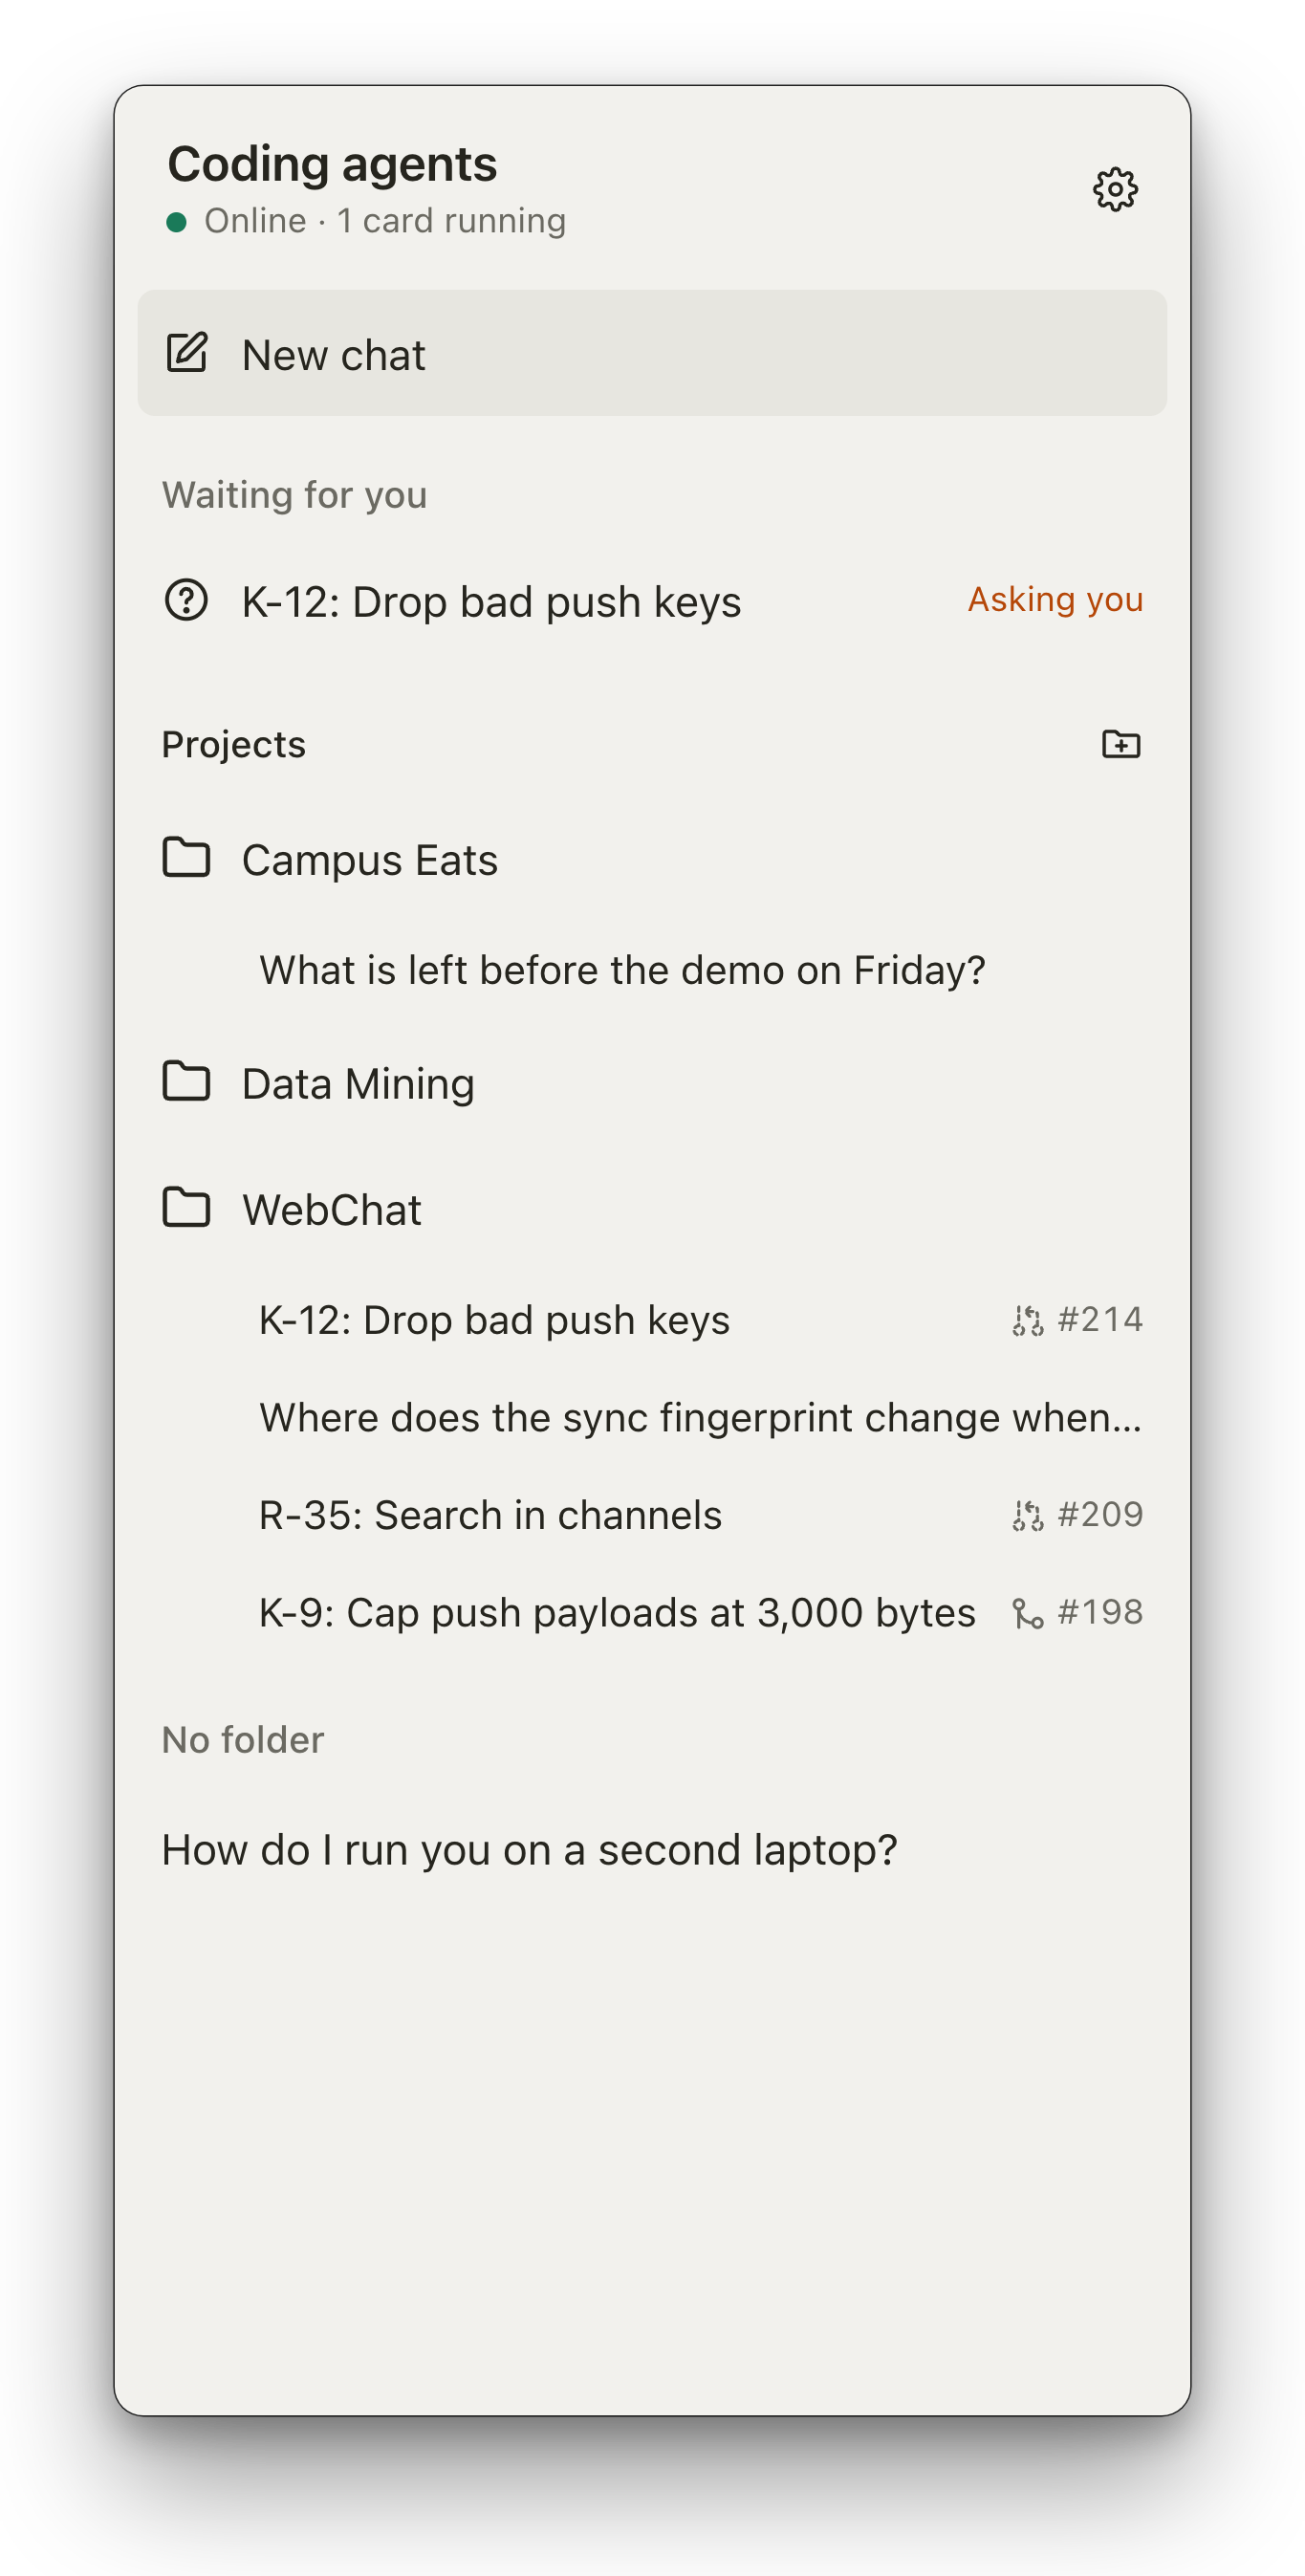 Coding agents
Online · 1 card running
New chat
Waiting for you
K-12: Drop bad push keys Asking you
Projects
Campus Eats
What is left before the demo on Friday?
Data Mining
WebChat
K-12: Drop bad push keys #214
Where does the sync fingerprint change when...
R-35: Search in channels #209
K-9: Cap push payloads at 3,000 bytes #198
No folder
How do I run you on a second laptop?